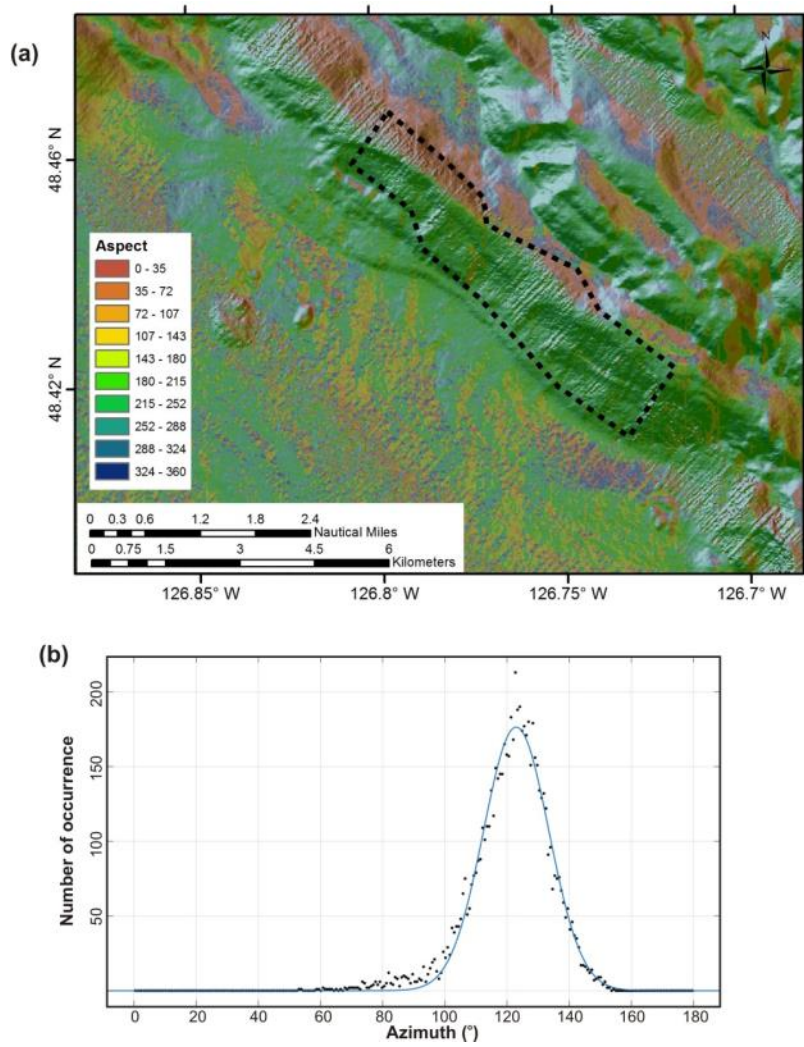 (a)
N
48.46° N
48.42° N
Aspect
0 - 35
35 - 72
72 - 107
107 - 143
143 - 180
180 - 215
215 - 252
252 - 288
288 - 324
324 - 360
0 0.3 0.6 1.2 1.8 2.4
Nautical Miles
0 0.75 1.5 3 4.5 6
Kilometers
126.85° W 126.8° W 126.75° W 126.7° W
(b)
Number of occurrence
200
150
100
50
0 20 40 60 80 100 120 140 160 180
Azimuth (°)